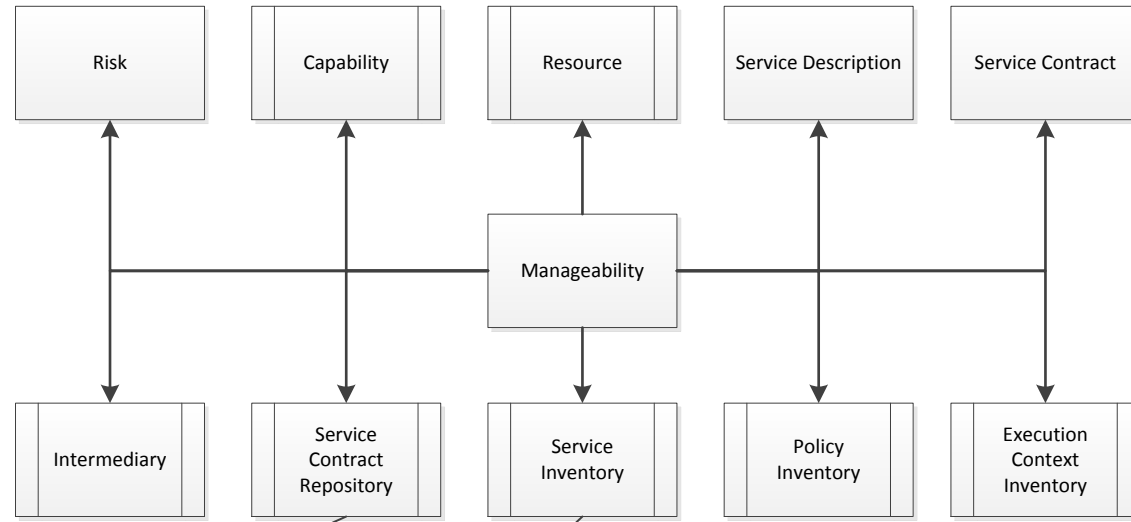 Risk
Capability
Resource
Service Description
Service Contract
Manageability
Intermediary
Service
Contract
Repository
Service
Inventory
Policy
Inventory
Execution
Context
Inventory